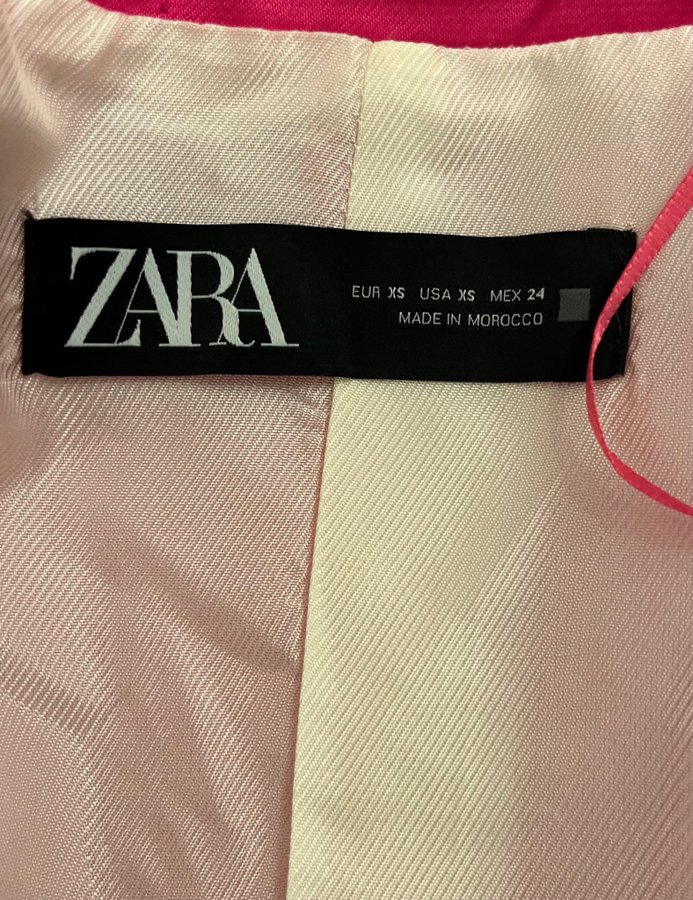 ZARA
EUR XS USA XS MEX 24
MADE IN MOROCCO